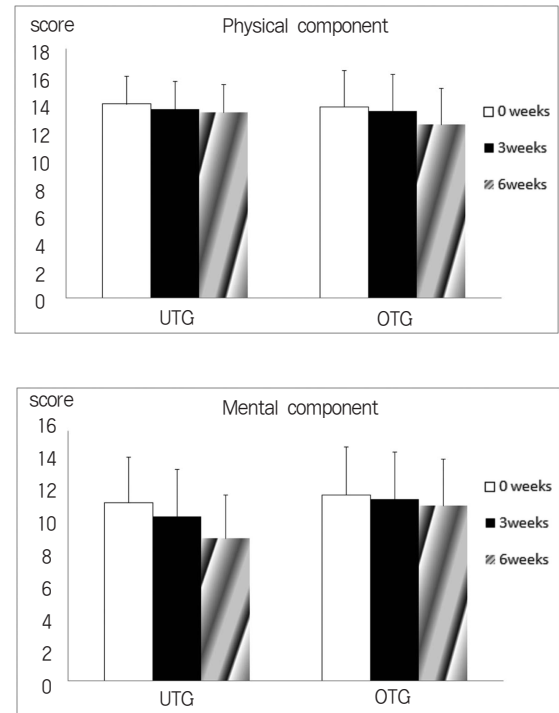 score
Physical component
18
16
14
12
10
8
6
4
2
0
UTG
OTG
0 weeks
3weeks
6weeks
score
Mental component
16
14
12
10
8
6
4
2
0
UTG
OTG
0 weeks
3weeks
6weeks